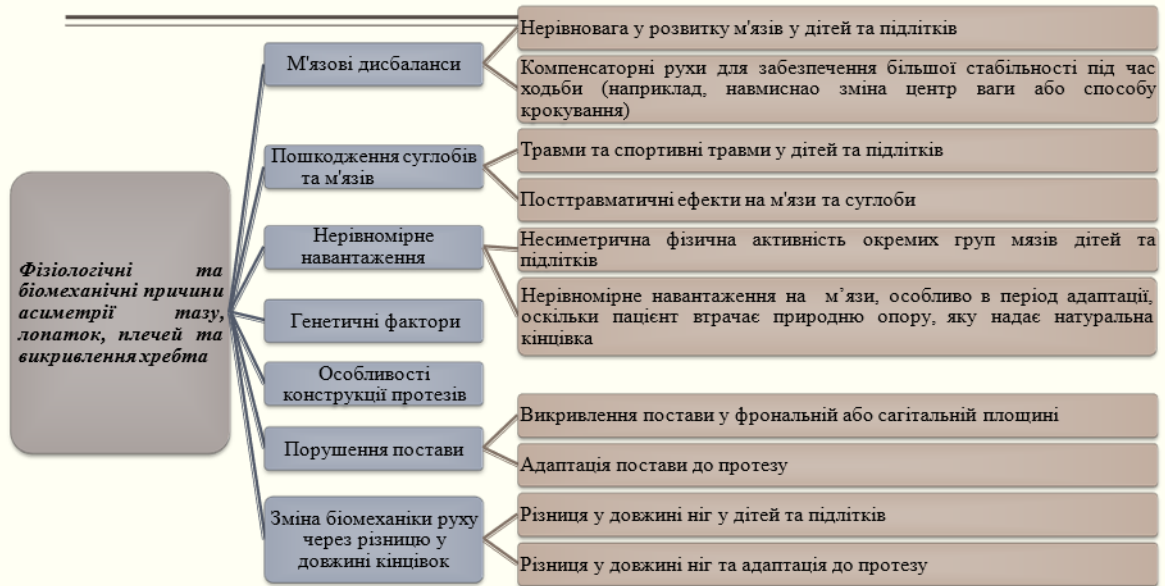 Фізіологічні та
біомеханічні причини
асиметрії тазу,
лопаток, плечей та
викривлення хребта
М'язові дисбаланси
Нерівновага у розвитку м'язів у дітей та підлітків
Компенсаторні рухи для забезпечення більшої стабільності під час
ходьби (наприклад, навмиснао зміна центр ваги або способу
крокування)
Пошкодження суглобів
та м'язів
Травми та спортивні травми у дітей та підлітків
Посттравматичні ефекти на м'язи та суглоби
Нерівномірне
навантаження
Несиметрична фізична активність окремих груп мязів дітей та
підлітків
Нерівномірне навантаження на м’язи, особливо в період адаптації,
оскільки пацієнт втрачає природню опору, яку надає натуральна
кінцівка
Генетичні фактори
Особливості
конструкції протезів
Порушення постави
Викривлення постави у фрональній або сагітальній площині
Адаптація постави до протезу
Зміна біомеханіки руху
через різницю у
довжині кінцівок
Різниця у довжині ніг у дітей та підлітків
Різниця у довжині ніг та адаптація до протезу